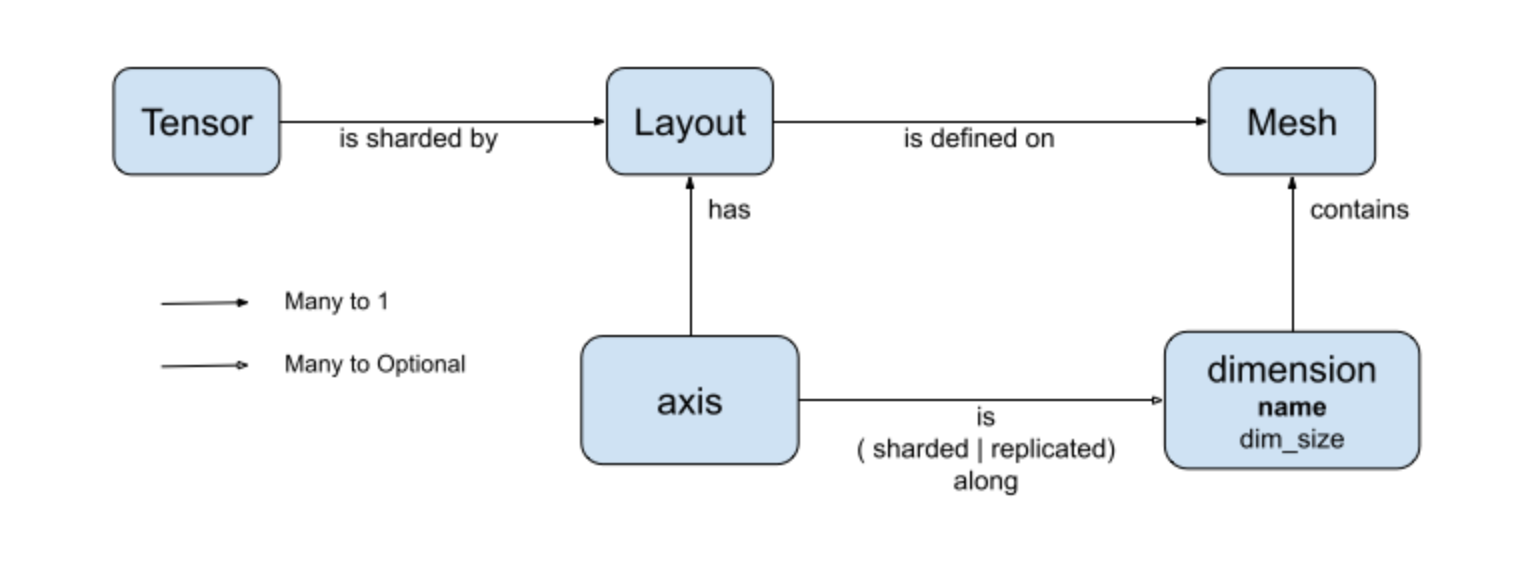 Tensor
is sharded by
Layout
is defined on
Mesh
has
contains
Many to 1
Many to Optional
axis
is
( sharded | replicated)
along
dimension
name
dim_size